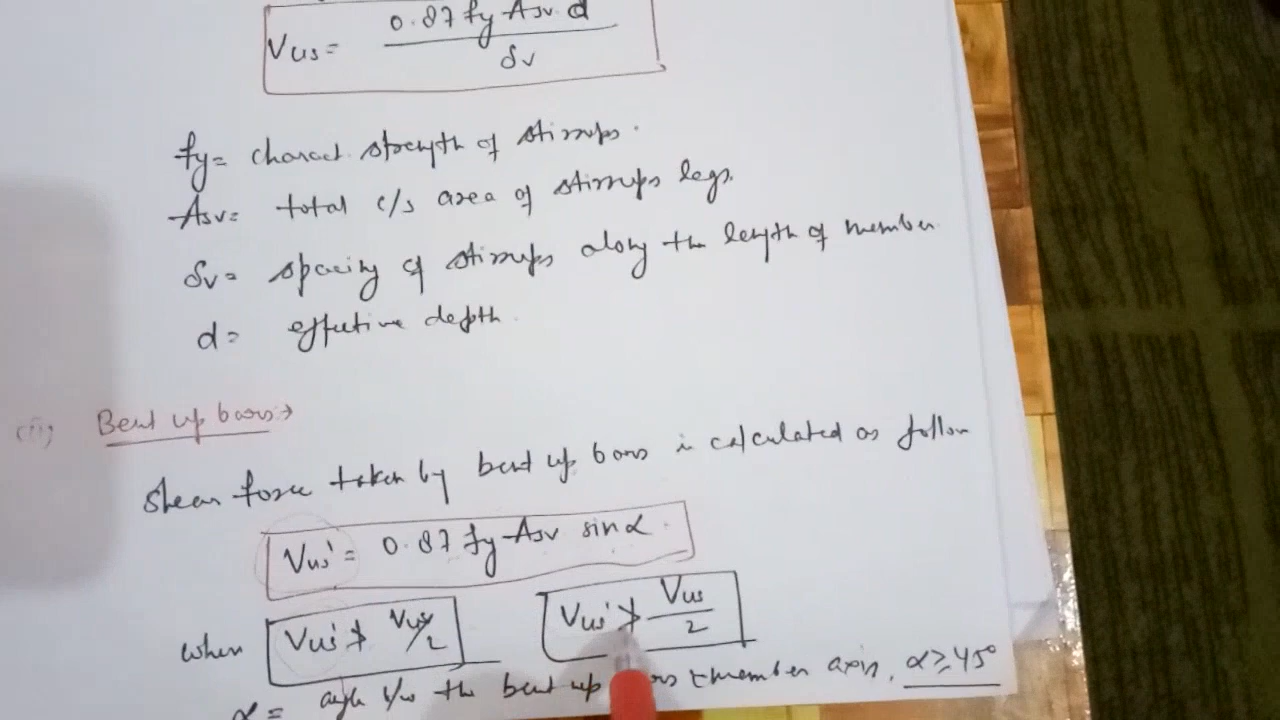 Vus = 0.87 fy Asv d / Sv
fy = charact. strength of stirrups.
Asv = total c/s area of stirrups legs.
Sv = spacing of stirrups along the length of member
d = effective depth
(ii) Bent up bars →
Shear force taken by bent up bars is calculated as follow
Vus' = 0.87 fy Asv sin α.
when Vus' ≯ Vus/2 Vus' ≯ Vus/2
α = angle b/w the bent up member axis, α ≥ 45°